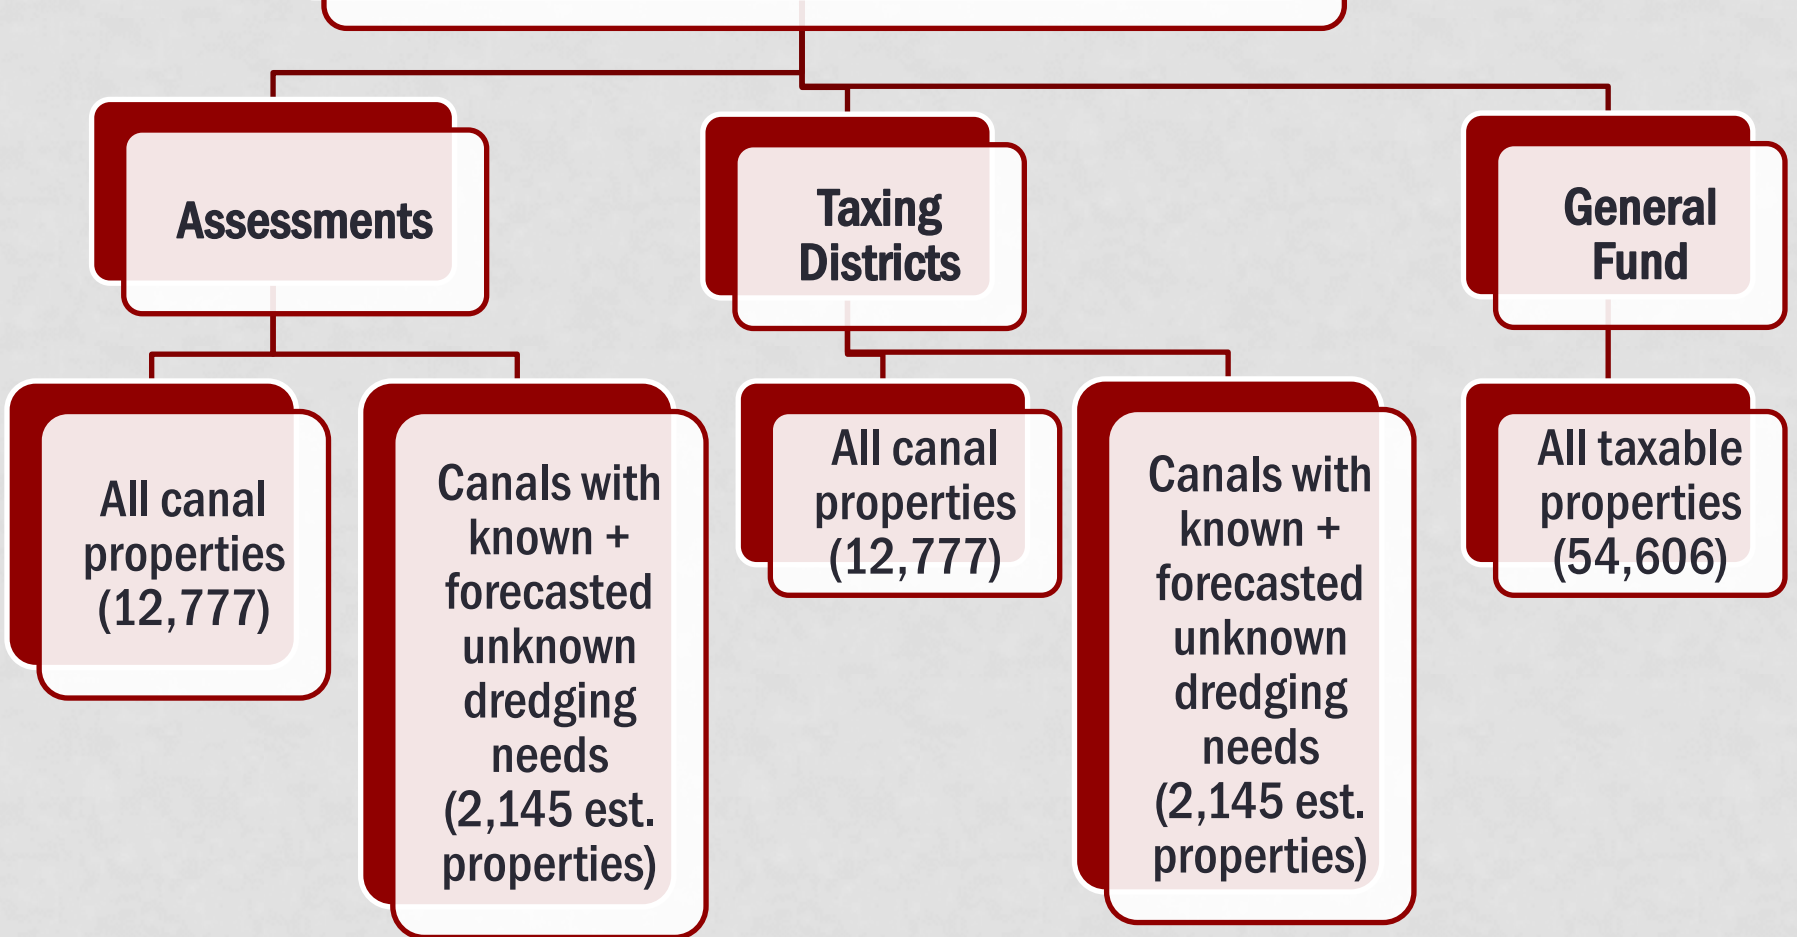 Assessments
Taxing
Districts
General
Fund
All canal
properties
(12,777)
Canals with
known +
forecasted
unknown
dredging
needs
(2,145 est.
properties)
All canal
properties
(12,777)
Canals with
known +
forecasted
unknown
dredging
needs
(2,145 est.
properties)
All taxable
properties
(54,606)